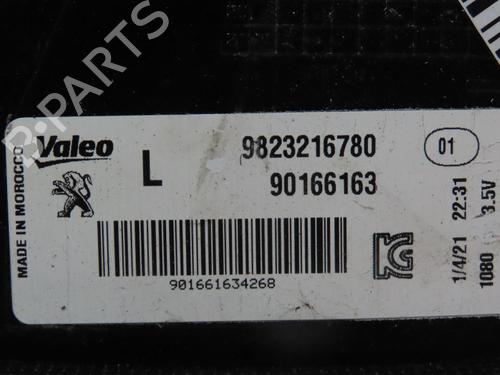 B-PARTS
Valeo
L
9823216780
90166163
01
MADE IN MOROCCO
901661634268
1/4/21 22:31
1080 3.5V